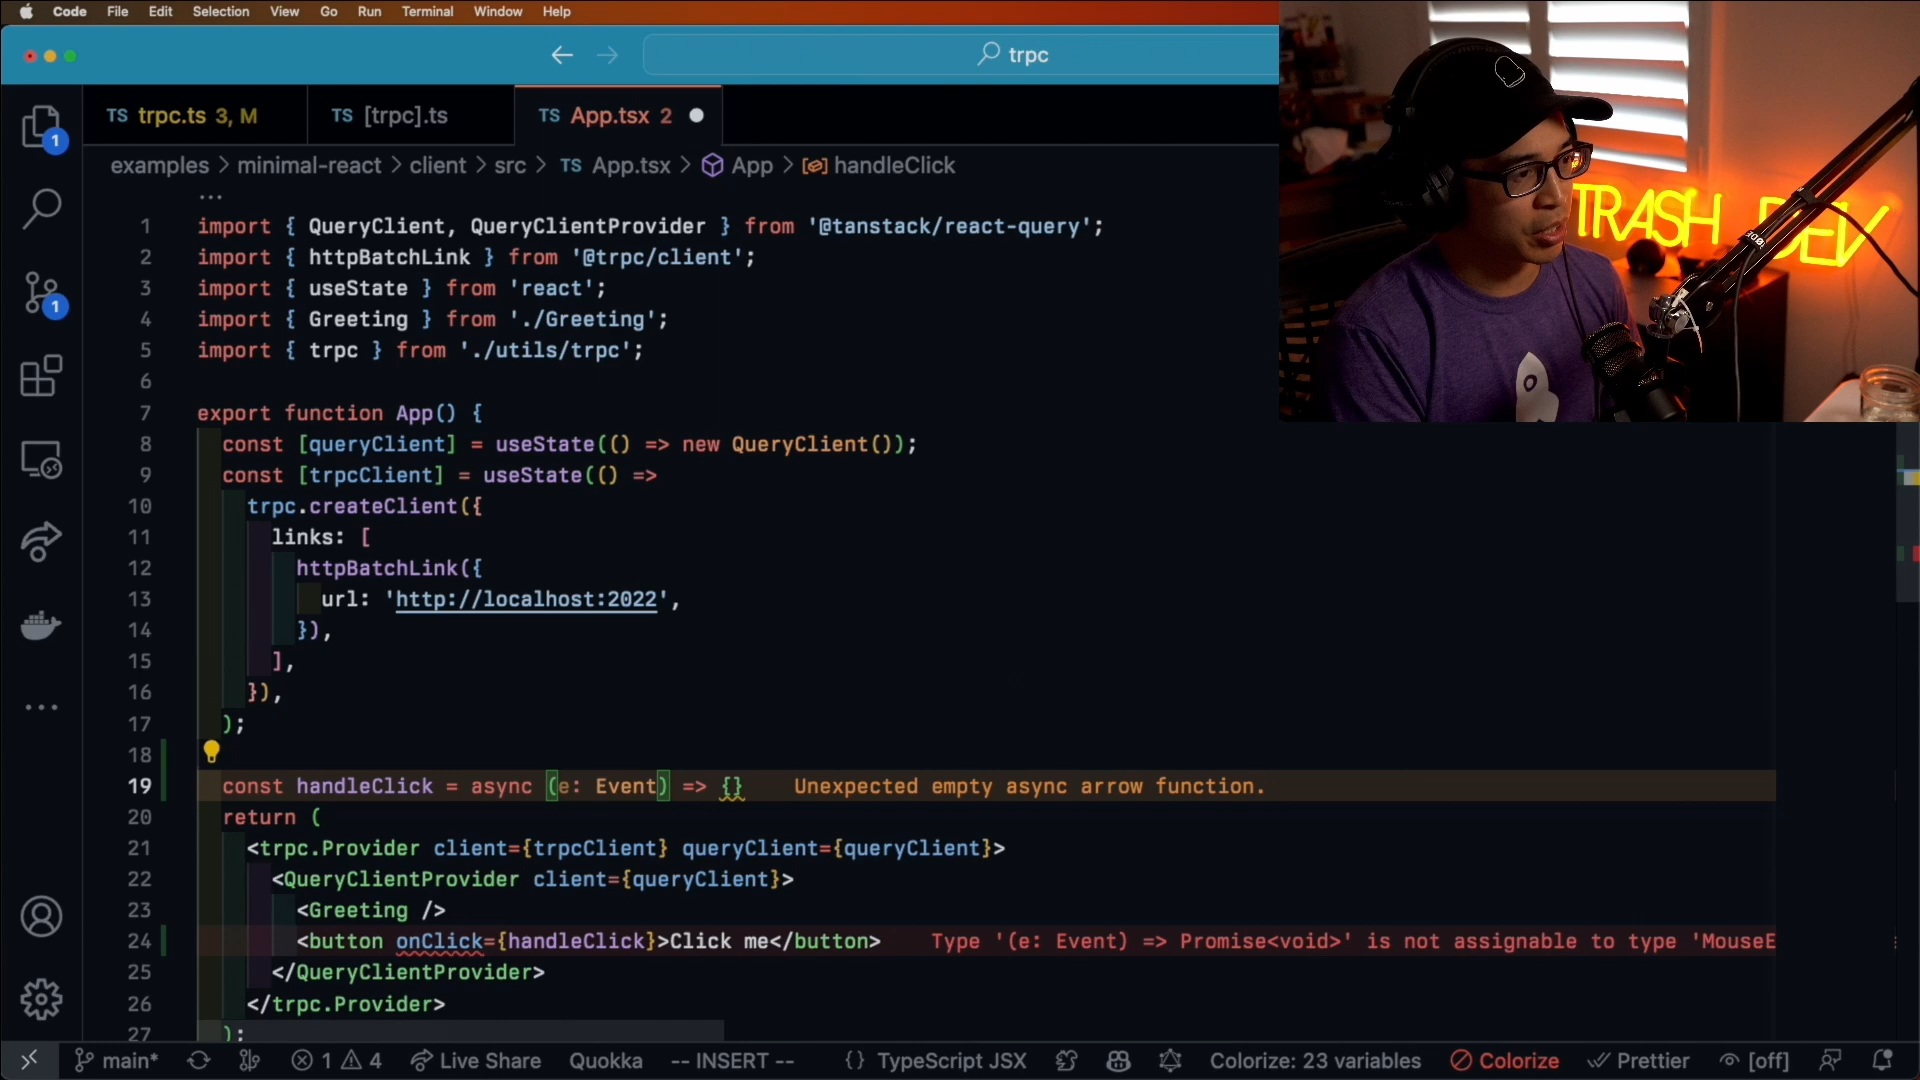 Code File Edit Selection View Go Run Terminal Window Help
trpc
TS trpc.ts 3, M
TS [trpc].ts
TS App.tsx 2
examples > minimal-react > client > src > TS App.tsx > App > handleClick
...
1 import { QueryClient, QueryClientProvider } from '@tanstack/react-query';
2 import { httpBatchLink } from '@trpc/client';
3 import { useState } from 'react';
4 import { Greeting } from './Greeting';
5 import { trpc } from './utils/trpc';
6
7 export function App() {
8 const [queryClient] = useState(() => new QueryClient());
9 const [trpcClient] = useState(() =>
10 trpc.createClient({
11 links: [
12 httpBatchLink({
13 url: 'http://localhost:2022',
14 }),
15 ],
16 }),
17 );
18
19 const handleClick = async (e: Event) => {} Unexpected empty async arrow function.
20 return (
21 <trpc.Provider client={trpcClient} queryClient={queryClient}>
22 <QueryClientProvider client={queryClient}>
23 <Greeting />
24 <button onClick={handleClick}>Click me</button> Type '(e: Event) => Promise<void>' is not assignable to type 'MouseE
25 </QueryClientProvider>
26 </trpc.Provider>
27 );
1
1
TRASH DEV
main* 1 4 Live Share Quokka -- INSERT -- {} TypeScript JSX Colorize: 23 variables Colorize Prettier [off]